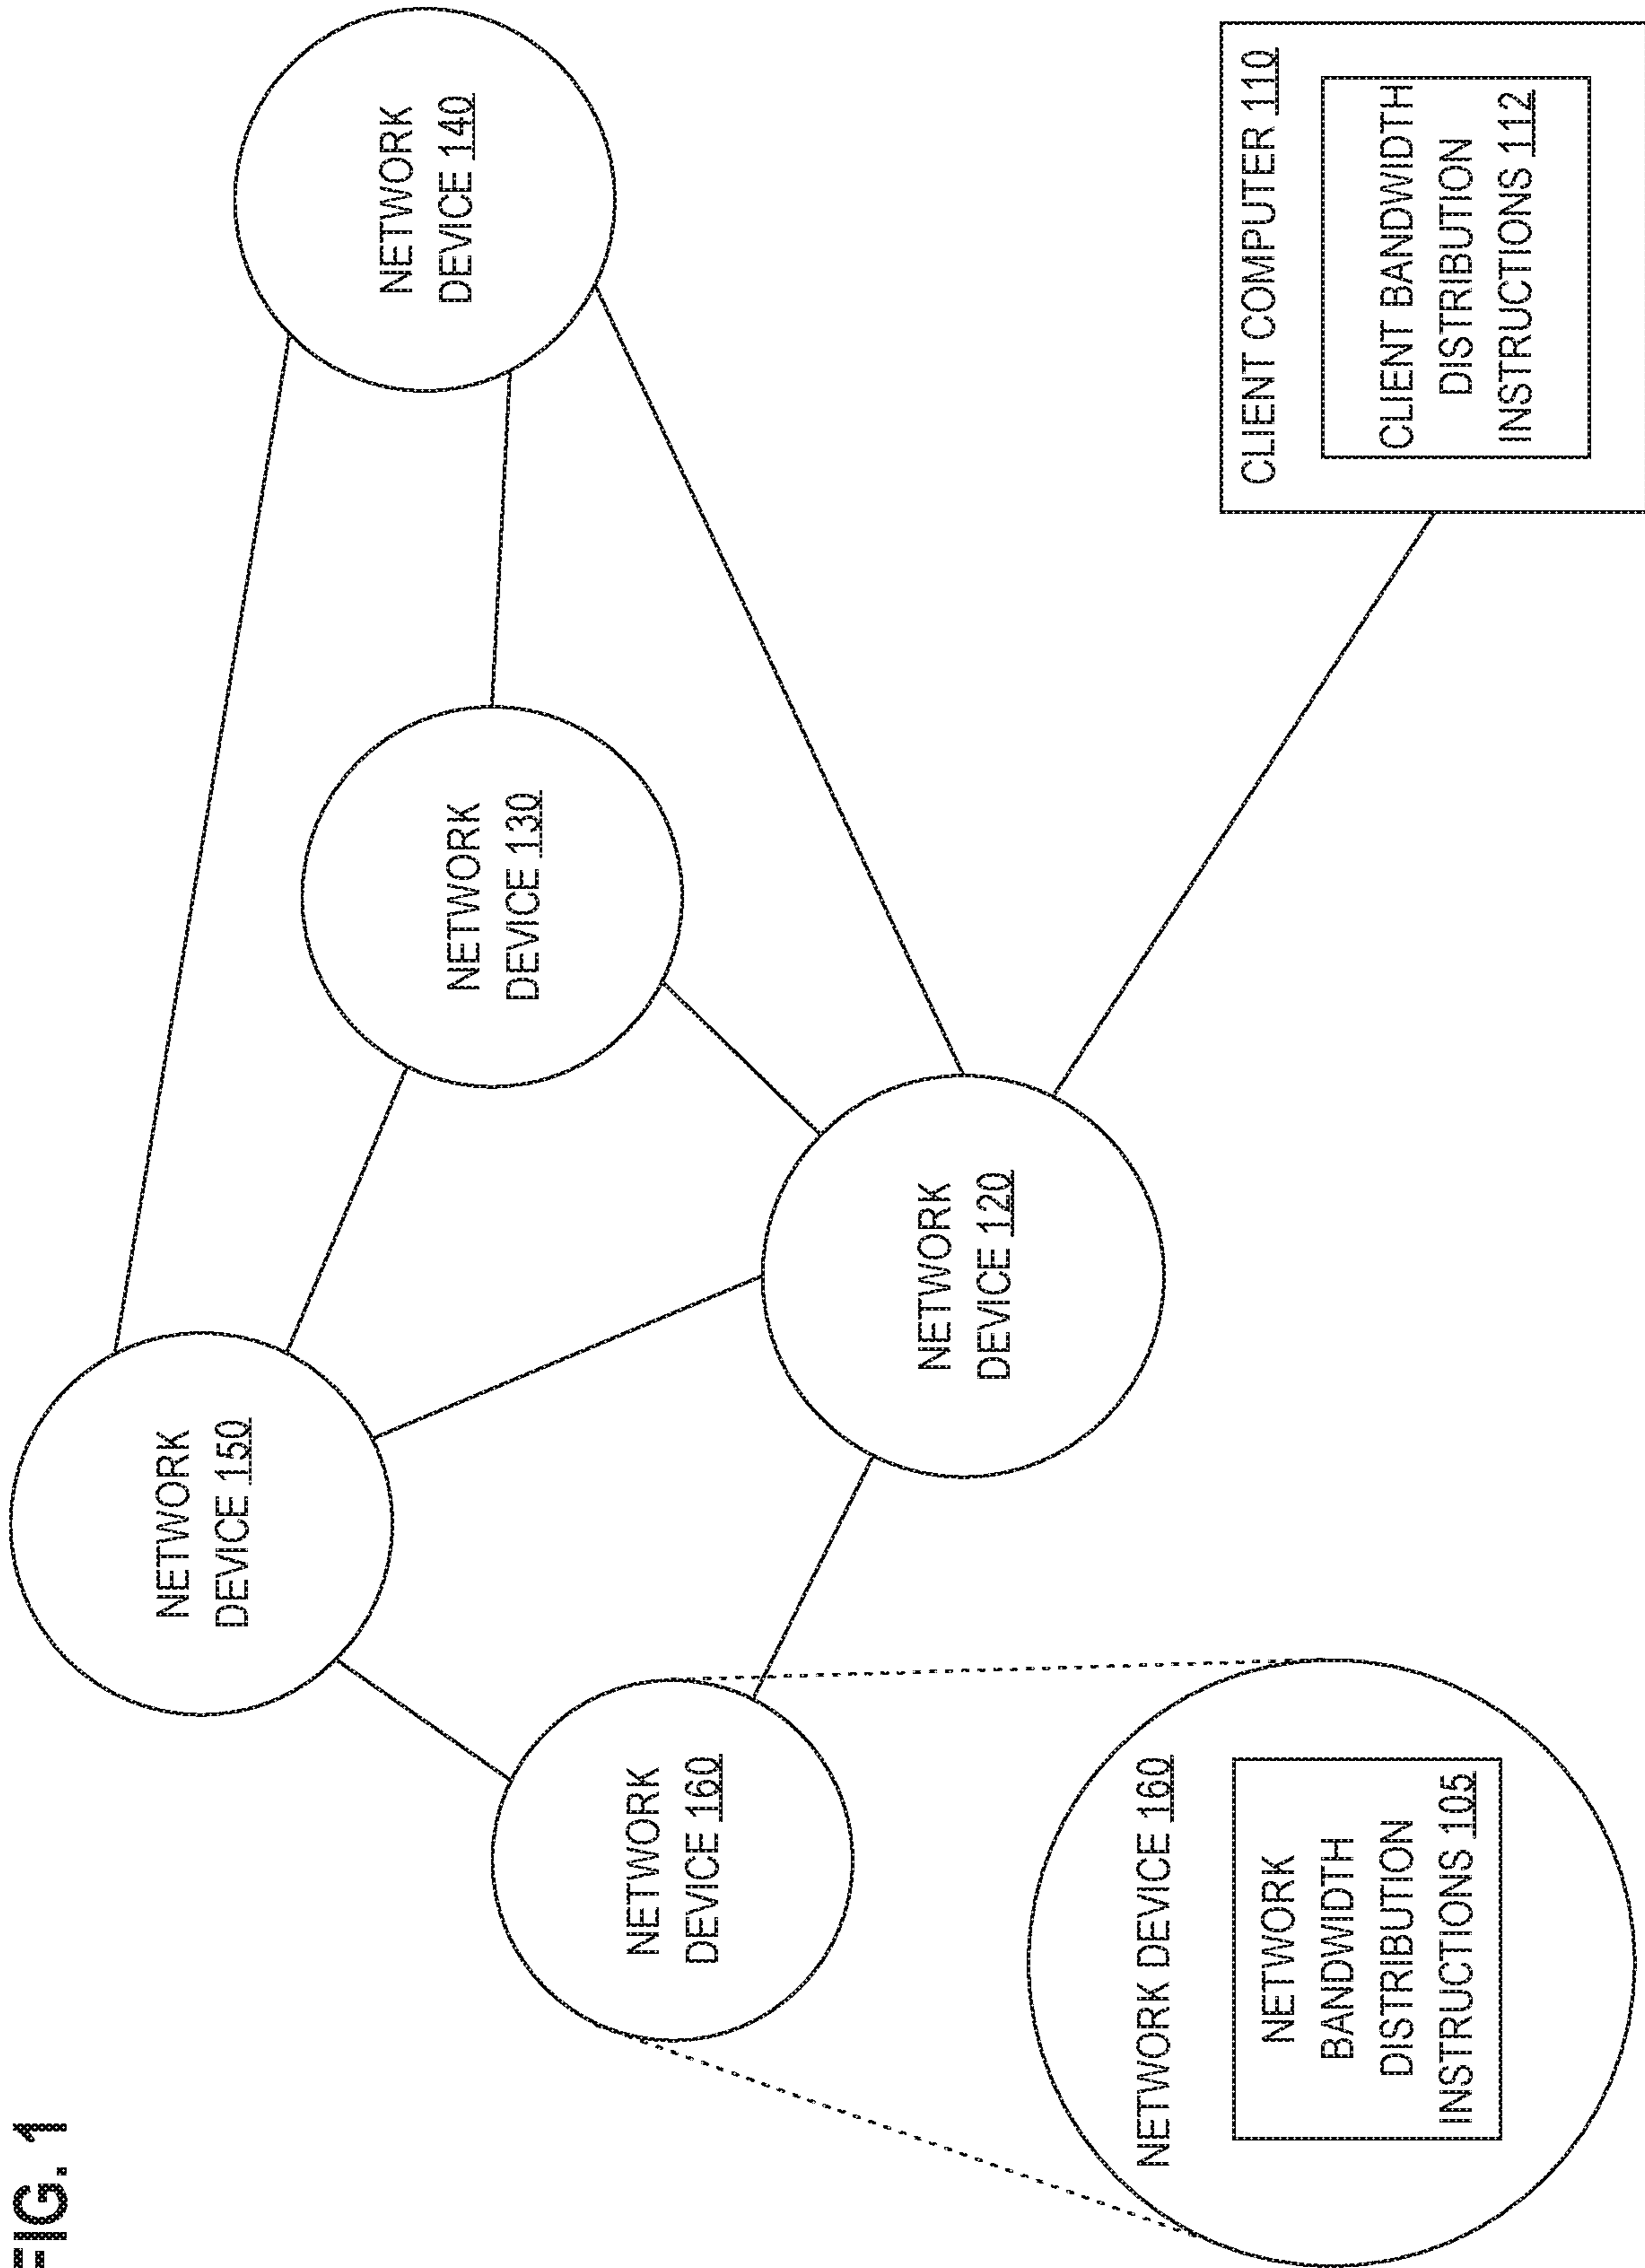 FIG. 1
NETWORK
DEVICE 150
NETWORK
DEVICE 140
NETWORK
DEVICE 130
NETWORK
DEVICE 160
NETWORK
DEVICE 120
NETWORK DEVICE 160
NETWORK
BANDWIDTH
DISTRIBUTION
INSTRUCTIONS 105
CLIENT COMPUTER 110
CLIENT BANDWIDTH
DISTRIBUTION
INSTRUCTIONS 112